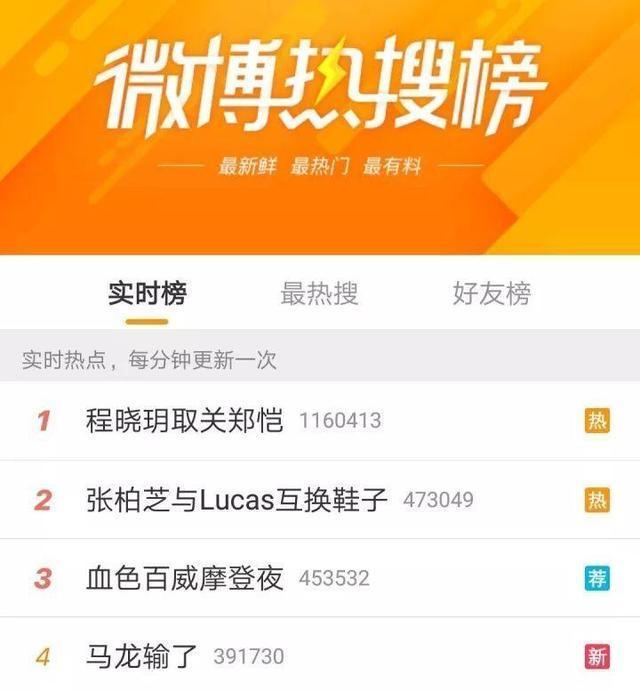 微博热搜榜
最新鲜 最热门 最有料
实时榜 最热搜 好友榜
实时热点，每分钟更新一次
1 程晓玥取关郑恺 1160413 热
2 张柏芝与Lucas互换鞋子 473049 热
3 血色百威摩登夜 453532 荐
4 马龙输了 391730 新